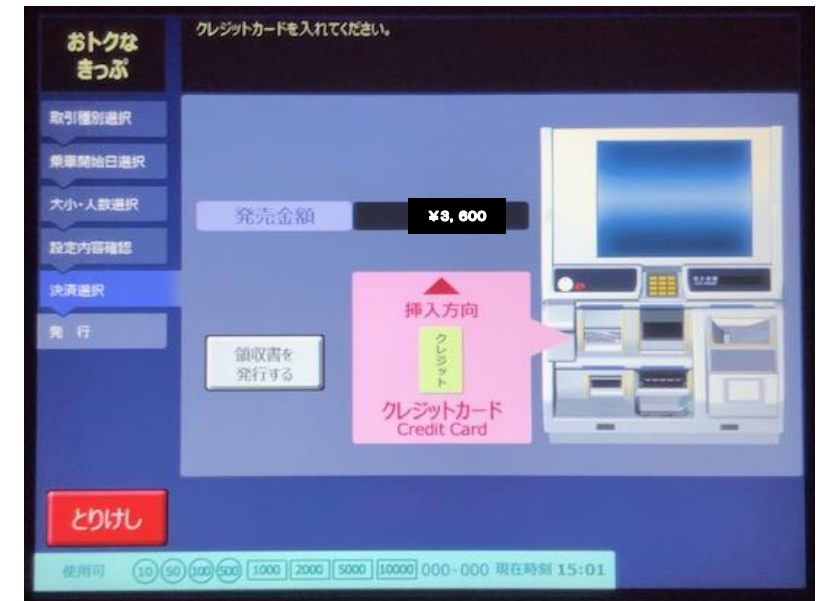 おトクな
きっぷ
クレジットカードを入れてください。
取引種別選択
乗車開始日選択
大小・人数選択
設定内容確認
決済選択
発 行
発売金額
¥3,600
領収書を
発行する
挿入方向
クレジット
クレジットカード
Credit Card
とりけし
使用可 10 50 100 500 1000 2000 5000 10000 000-000 現在時刻 15:01